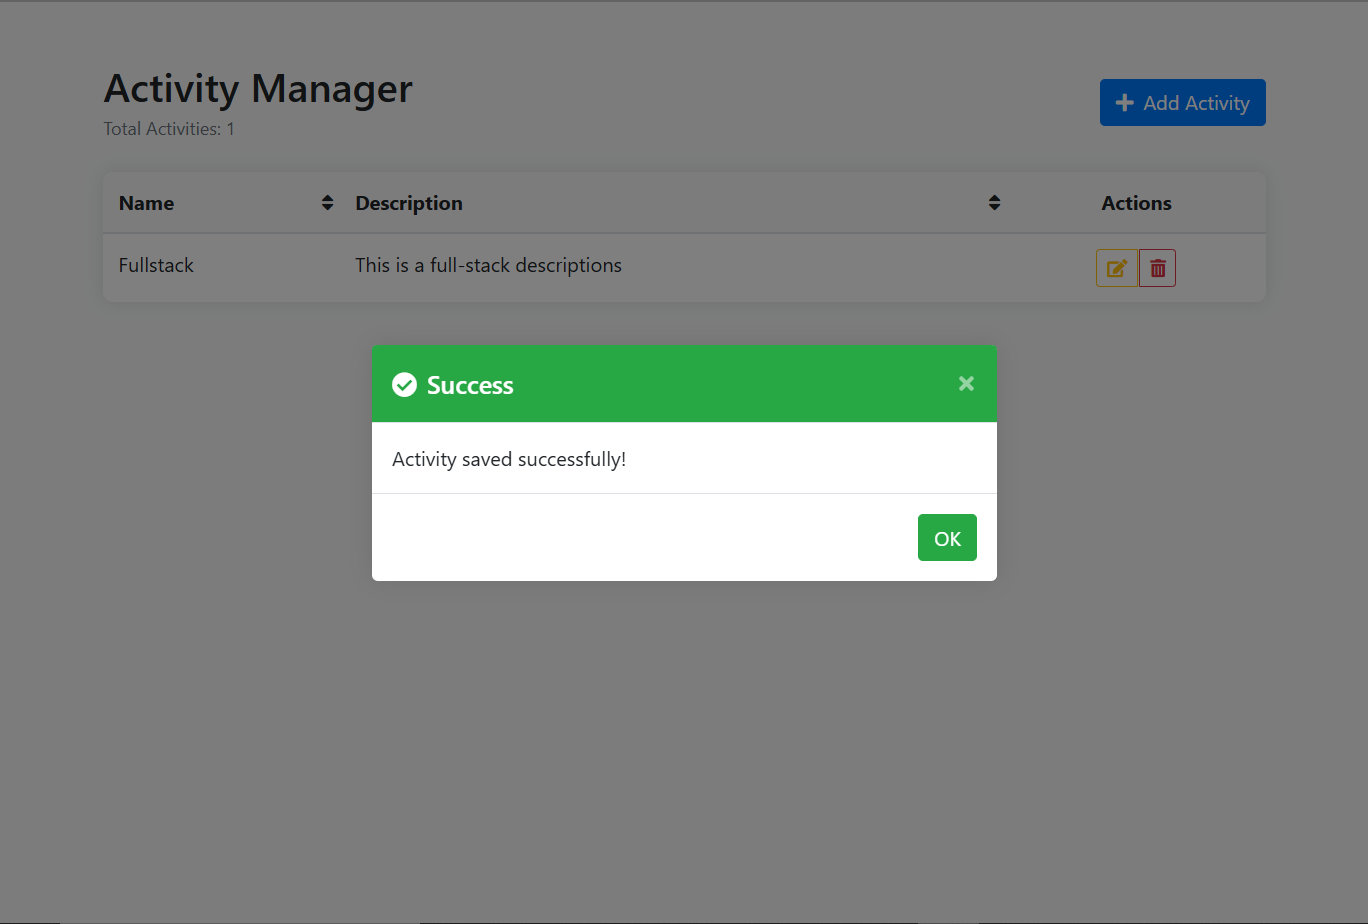 Activity Manager
Total Activities: 1
Add Activity
Name Description Actions
Fullstack This is a full-stack descriptions
Success ×
Activity saved successfully!
OK